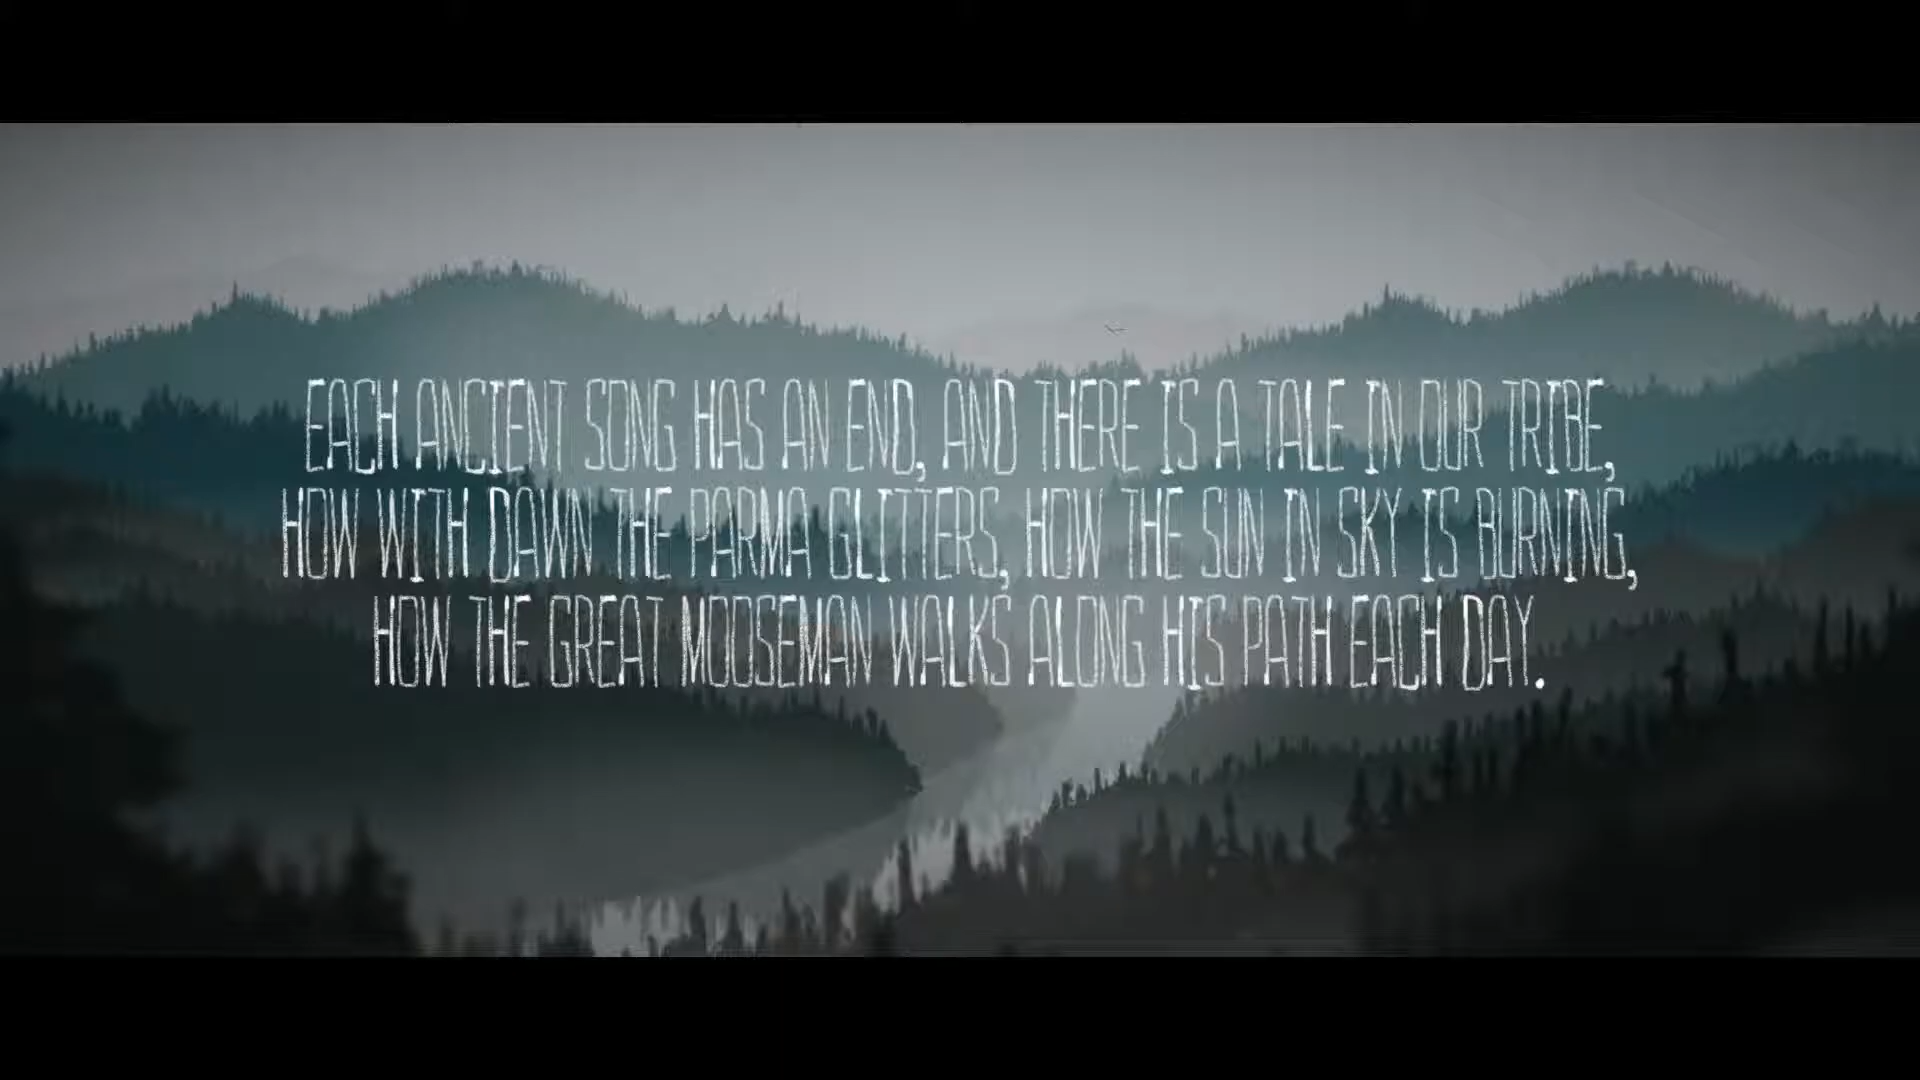 EACH ANCIENT SONG HAS AN END, AND THERE IS A TALE IN OUR TRIBE,
HOW WITH DAWN THE PARMA GLITTERS, HOW THE SUN IN SKY IS BURNING,
HOW THE GREAT MOOSEMAN WALKS ALONG HIS PATH EACH DAY.